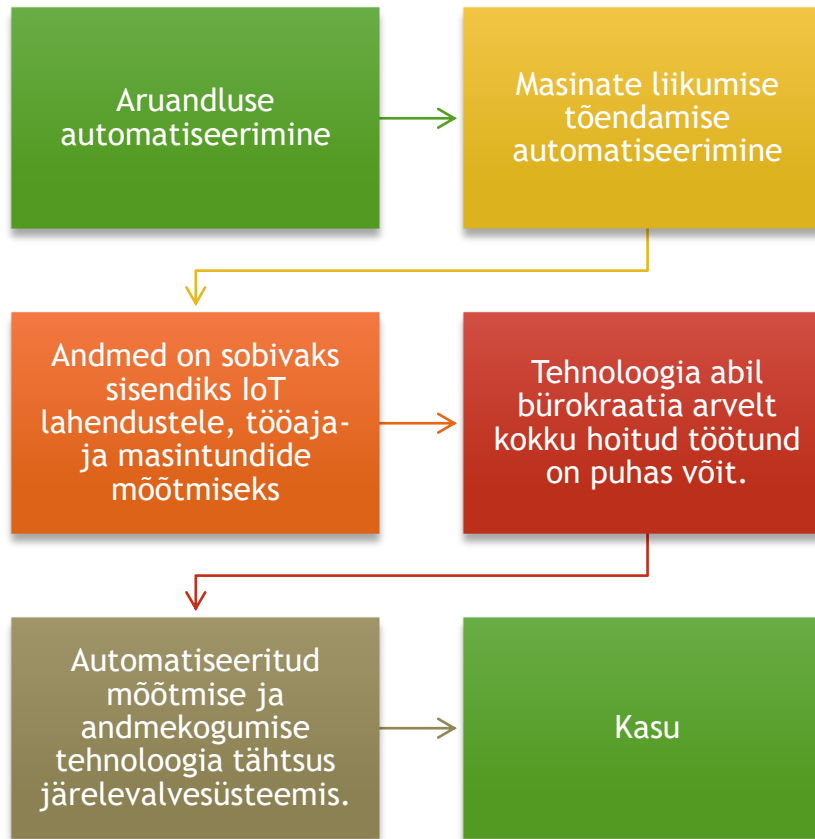 Aruandluse
automatiseerimine
Masinate liikumise
tõendamise
automatiseerimine
Andmed on sobivaks
sisendiks IoT
lahendustele, tööaja-
ja masintundide
mõõtmiseks
Tehnoloogia abil
bürokraatia arvelt
kokku hoitud töötund
on puhas võit.
Automatiseeritud
mõõtmise ja
andmekogumise
tehnoloogia tähtsus
järelevalvesüsteemis.
Kasu